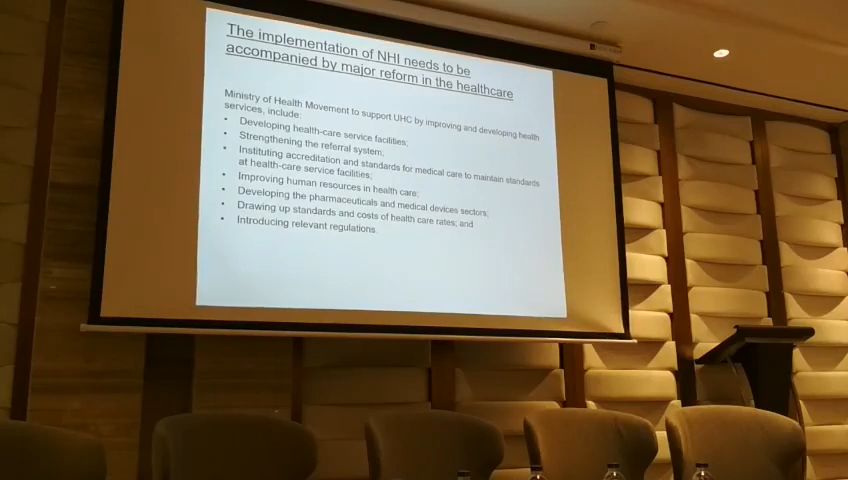 The implementation of NHI needs to be
accompanied by major reform in the healthcare
Ministry of Health Movement to support UHC by improving and developing health
services, include:
• Developing health-care service facilities;
• Strengthening the referral system;
• Instituting accreditation and standards for medical care to maintain standards
at health-care service facilities;
• Improving human resources in health care;
• Developing the pharmaceuticals and medical devices sectors;
• Drawing up standards and costs of health care rates; and
• Introducing relevant regulations.